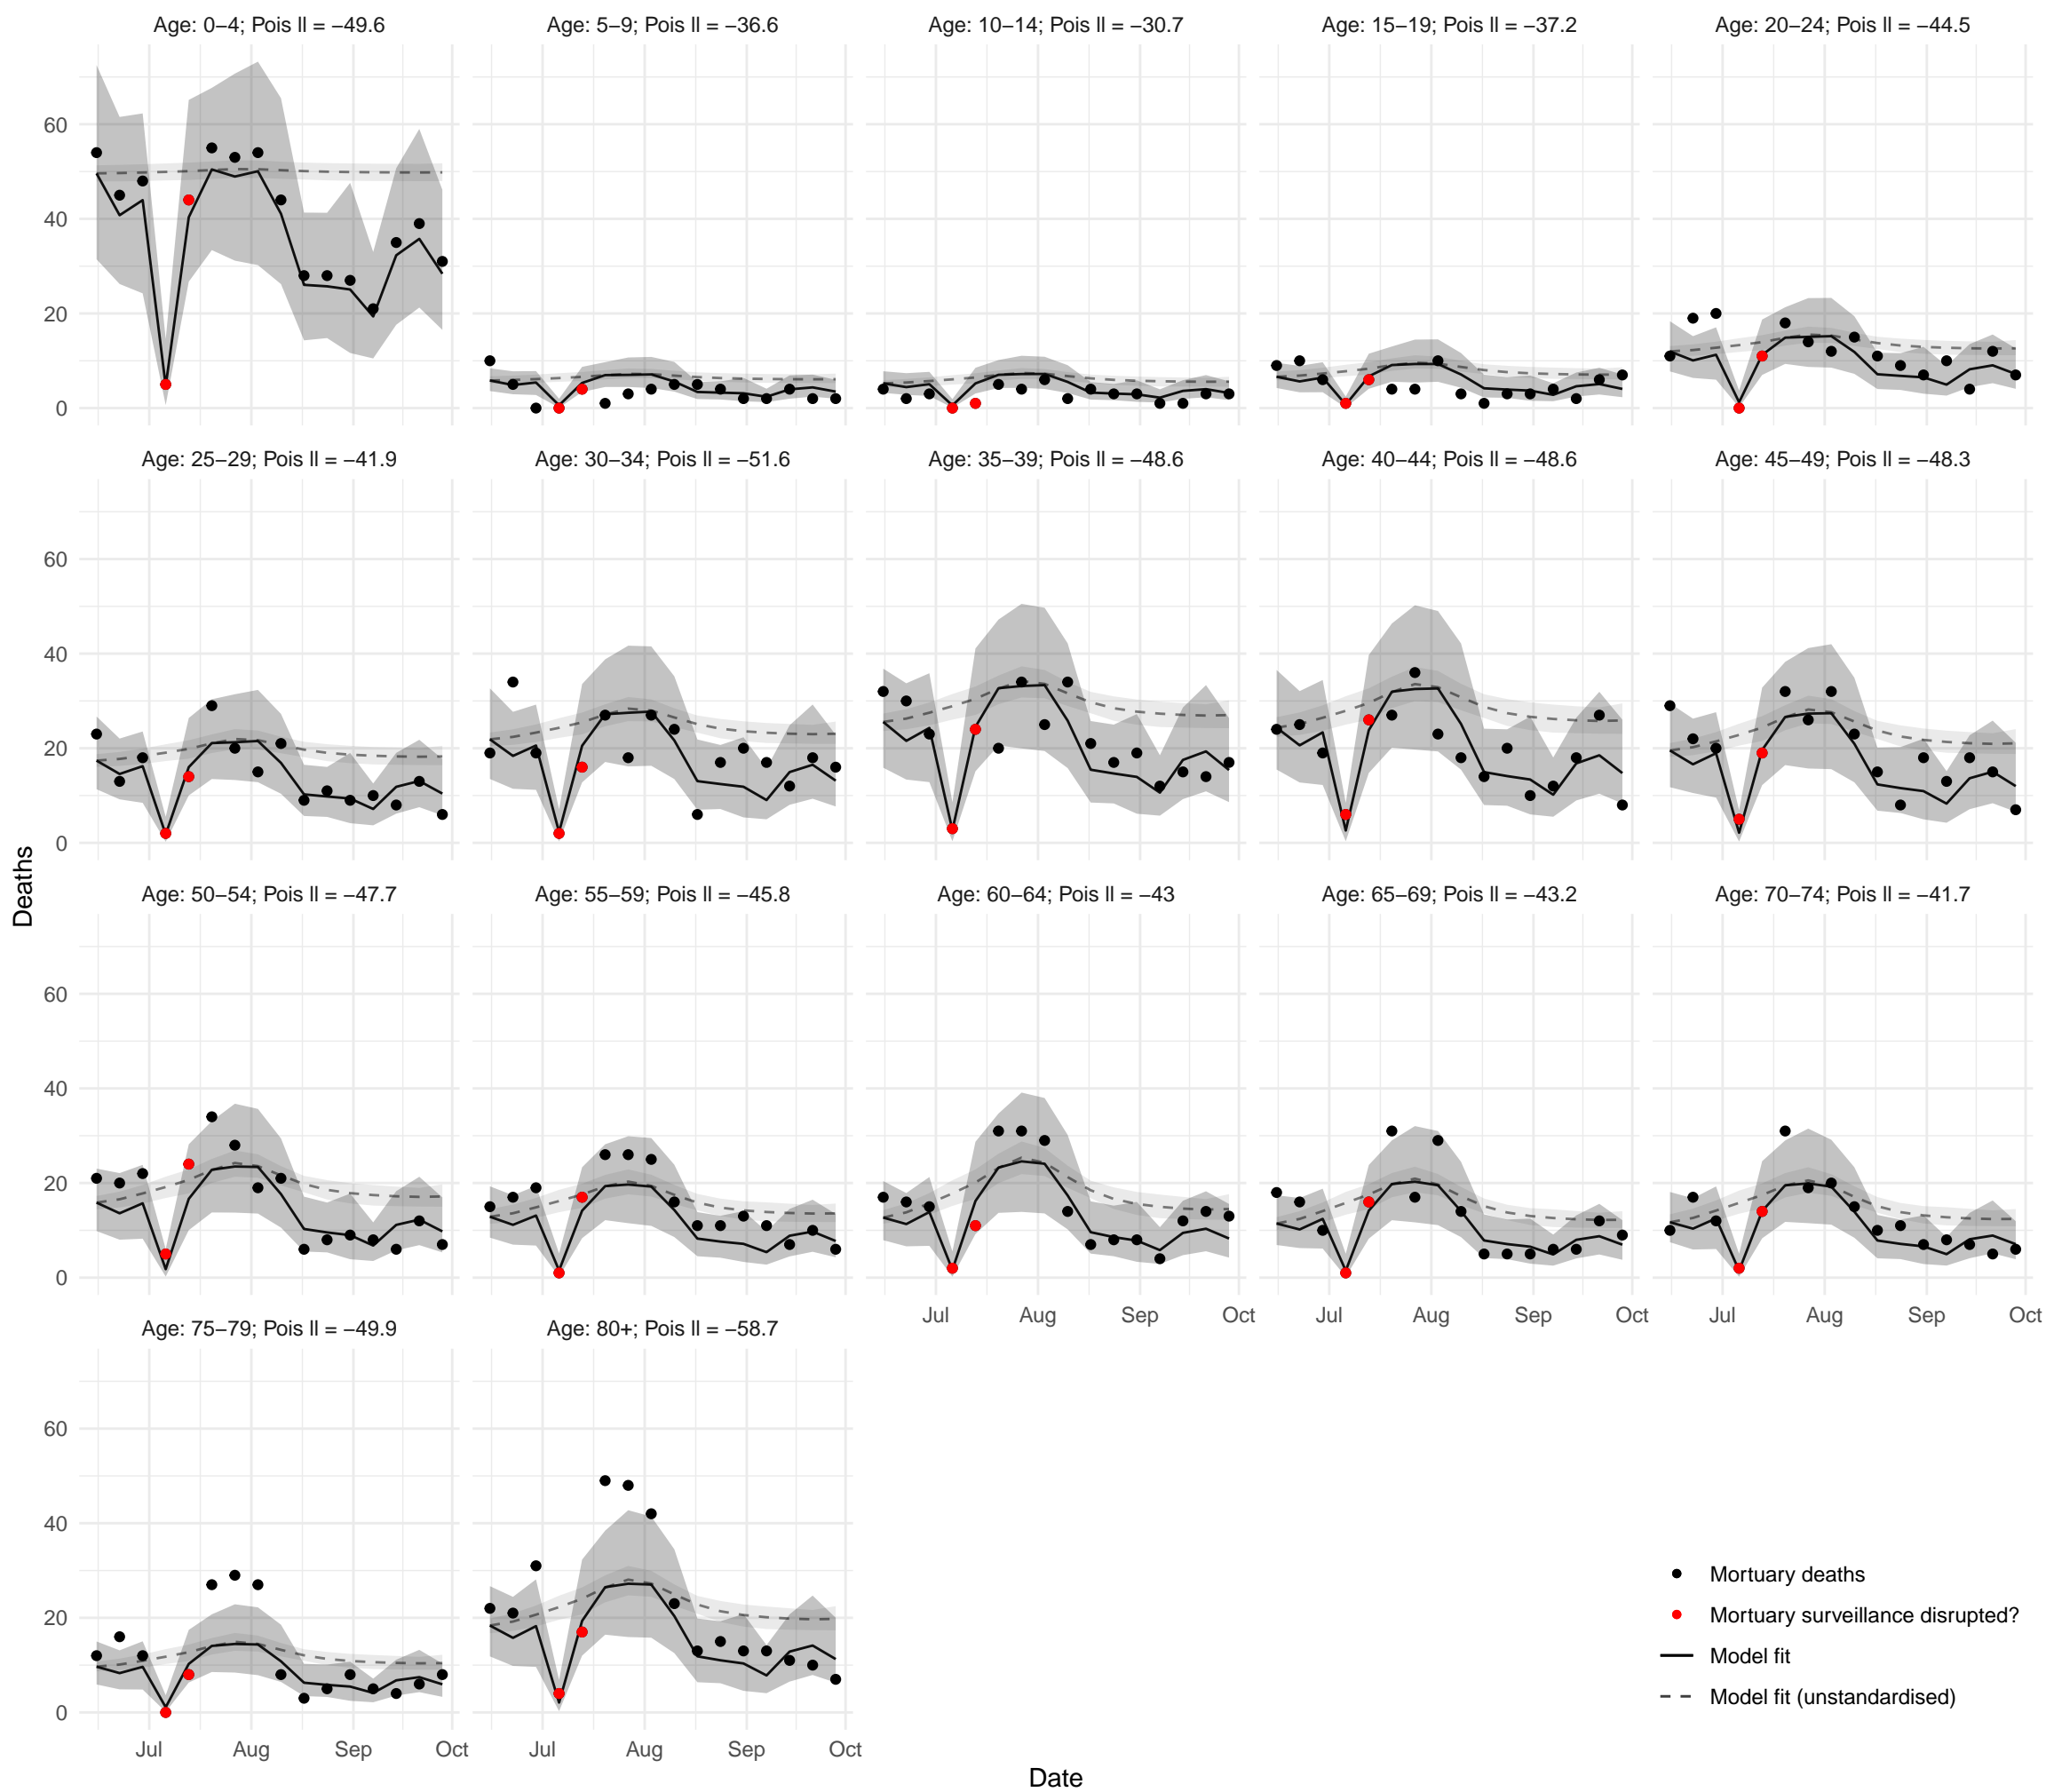 Age: 0−4; Pois ll = −49.6
Age: 5−9; Pois ll = −36.6
Age: 10−14; Pois ll = −30.7
Age: 15−19; Pois ll = −37.2
Age: 20−24; Pois ll = −44.5
60
40
20
0
Age: 25−29; Pois ll = −41.9
Age: 30−34; Pois ll = −51.6
Age: 35−39; Pois ll = −48.6
Age: 40−44; Pois ll = −48.6
Age: 45−49; Pois ll = −48.3
60
40
20
0
Deaths
Age: 50−54; Pois ll = −47.7
Age: 55−59; Pois ll = −45.8
Age: 60−64; Pois ll = −43
Age: 65−69; Pois ll = −43.2
Age: 70−74; Pois ll = −41.7
60
40
20
0
Jul Aug Sep Oct
Jul Aug Sep Oct
Jul Aug Sep Oct
Age: 75−79; Pois ll = −49.9
Age: 80+; Pois ll = −58.7
60
40
20
0
Jul Aug Sep Oct
Jul Aug Sep Oct
Mortuary deaths
Mortuary surveillance disrupted?
Model fit
Model fit (unstandardised)
Date